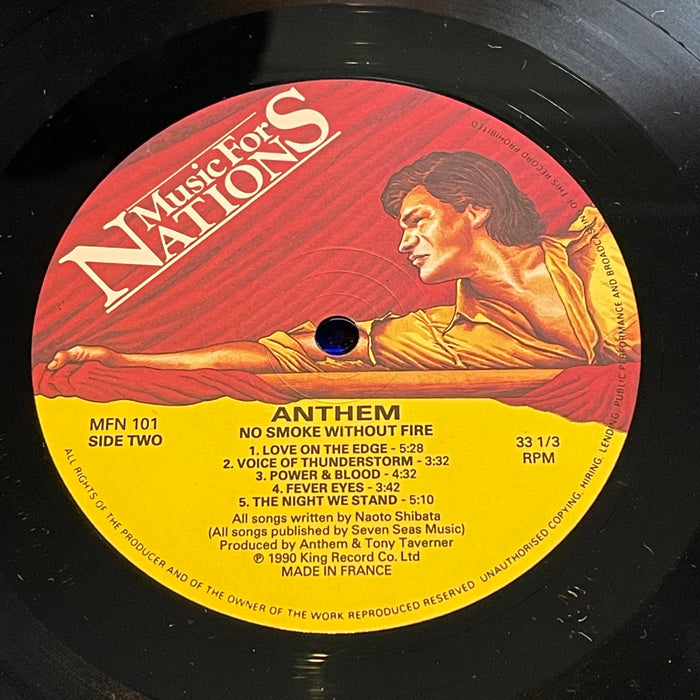 Music For
NATIONS
ANTHEM
NO SMOKE WITHOUT FIRE
MFN 101
SIDE TWO
33 1/3
RPM
1. LOVE ON THE EDGE - 5:28
2. VOICE OF THUNDERSTORM - 3:32
3. POWER & BLOOD - 4:32
4. FEVER EYES - 3:42
5. THE NIGHT WE STAND - 5:10
All songs written by Naoto Shibata
(All songs published by Seven Seas Music)
Produced by Anthem & Tony Taverner
℗ 1990 King Record Co. Ltd
MADE IN FRANCE
ALL RIGHTS OF THE PRODUCER AND OF THE OWNER OF THE WORK REPRODUCED RESERVED UNAUTHORISED COPYING, HIRING, LENDING, PUBLIC PERFORMANCE AND BROADCASTING OF THIS RECORD PROHIBITED